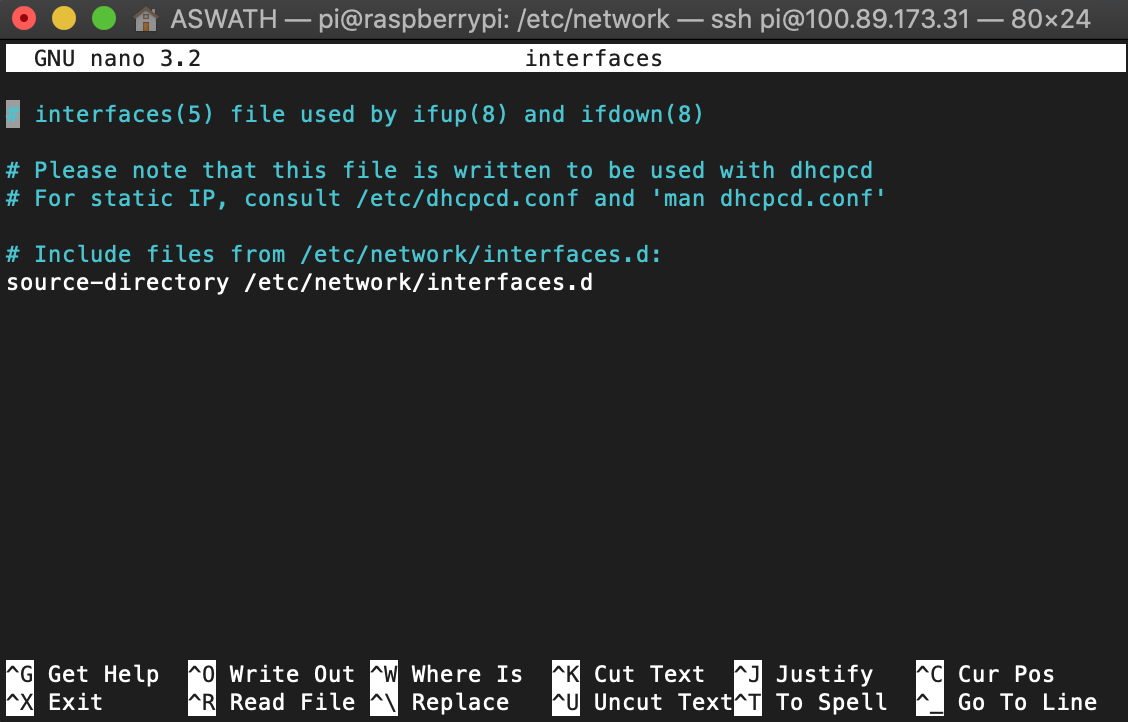 ASWATH — pi@raspberrypi: /etc/network — ssh pi@100.89.173.31 — 80×24
GNU nano 3.2 interfaces
# interfaces(5) file used by ifup(8) and ifdown(8)
# Please note that this file is written to be used with dhcpcd
# For static IP, consult /etc/dhcpcd.conf and 'man dhcpcd.conf'
# Include files from /etc/network/interfaces.d:
source-directory /etc/network/interfaces.d
^G Get Help ^O Write Out ^W Where Is ^K Cut Text ^J Justify ^C Cur Pos
^X Exit ^R Read File ^\ Replace ^U Uncut Text^T To Spell ^_ Go To Line